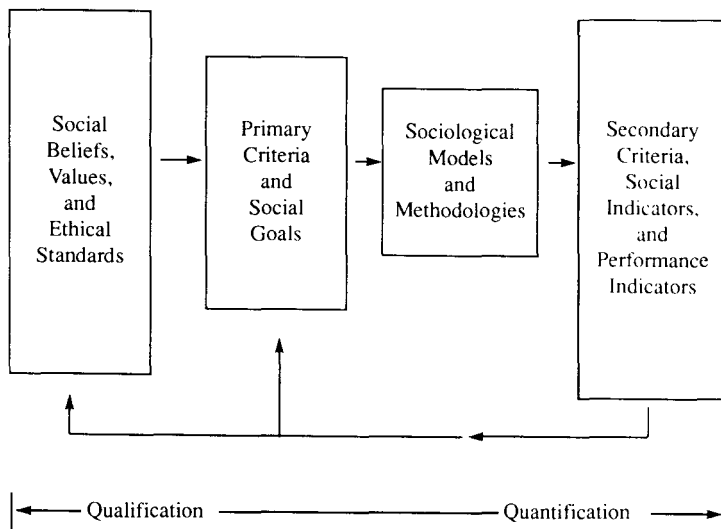 Social
Beliefs,
Values,
and
Ethical
Standards
Primary
Criteria
and
Social
Goals
Sociological
Models
and
Methodologies
Secondary
Criteria,
Social
Indicators,
and
Performance
Indicators
Qualification
Quantification